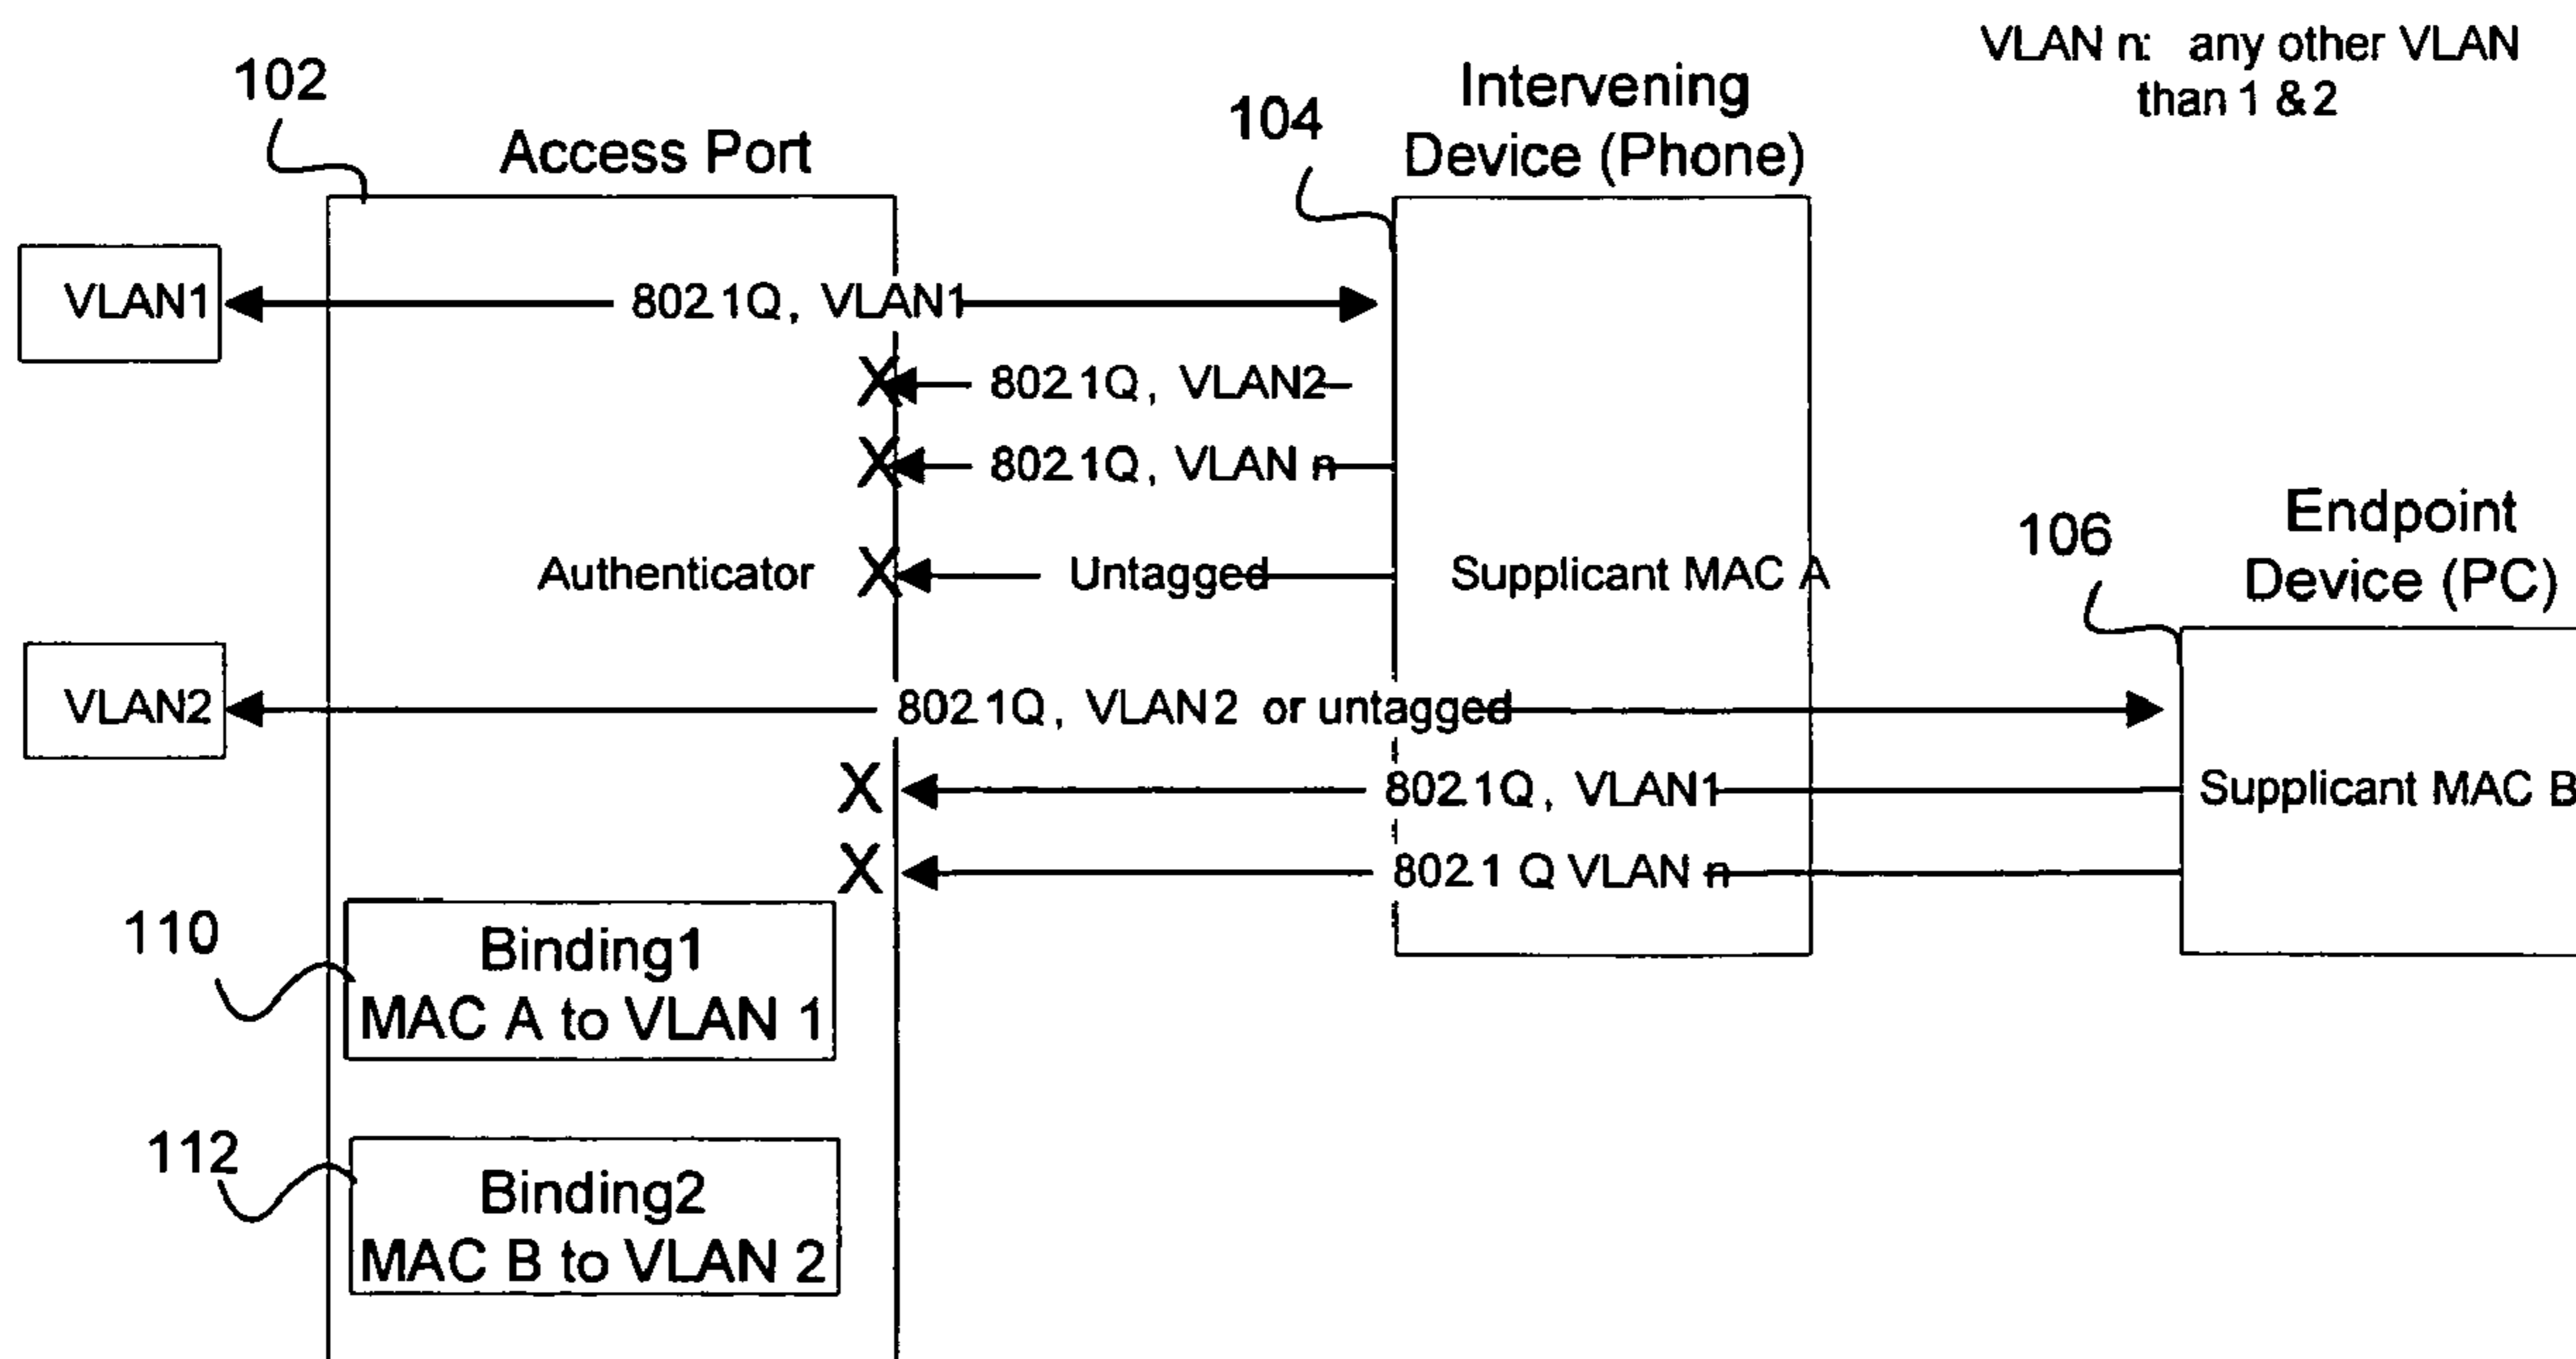 VLAN n: any other VLAN
than 1 & 2
102
Access Port
104
Intervening
Device (Phone)
VLAN1
802.1Q, VLAN1
802.1Q, VLAN2
802.1Q, VLAN n
Authenticator
Untagged
Supplicant MAC A
106
Endpoint
Device (PC)
VLAN2
802.1Q, VLAN2 or untagged
802.1Q, VLAN1
Supplicant MAC B
802.1 Q VLAN n
110
Binding1
MAC A to VLAN 1
112
Binding2
MAC B to VLAN 2